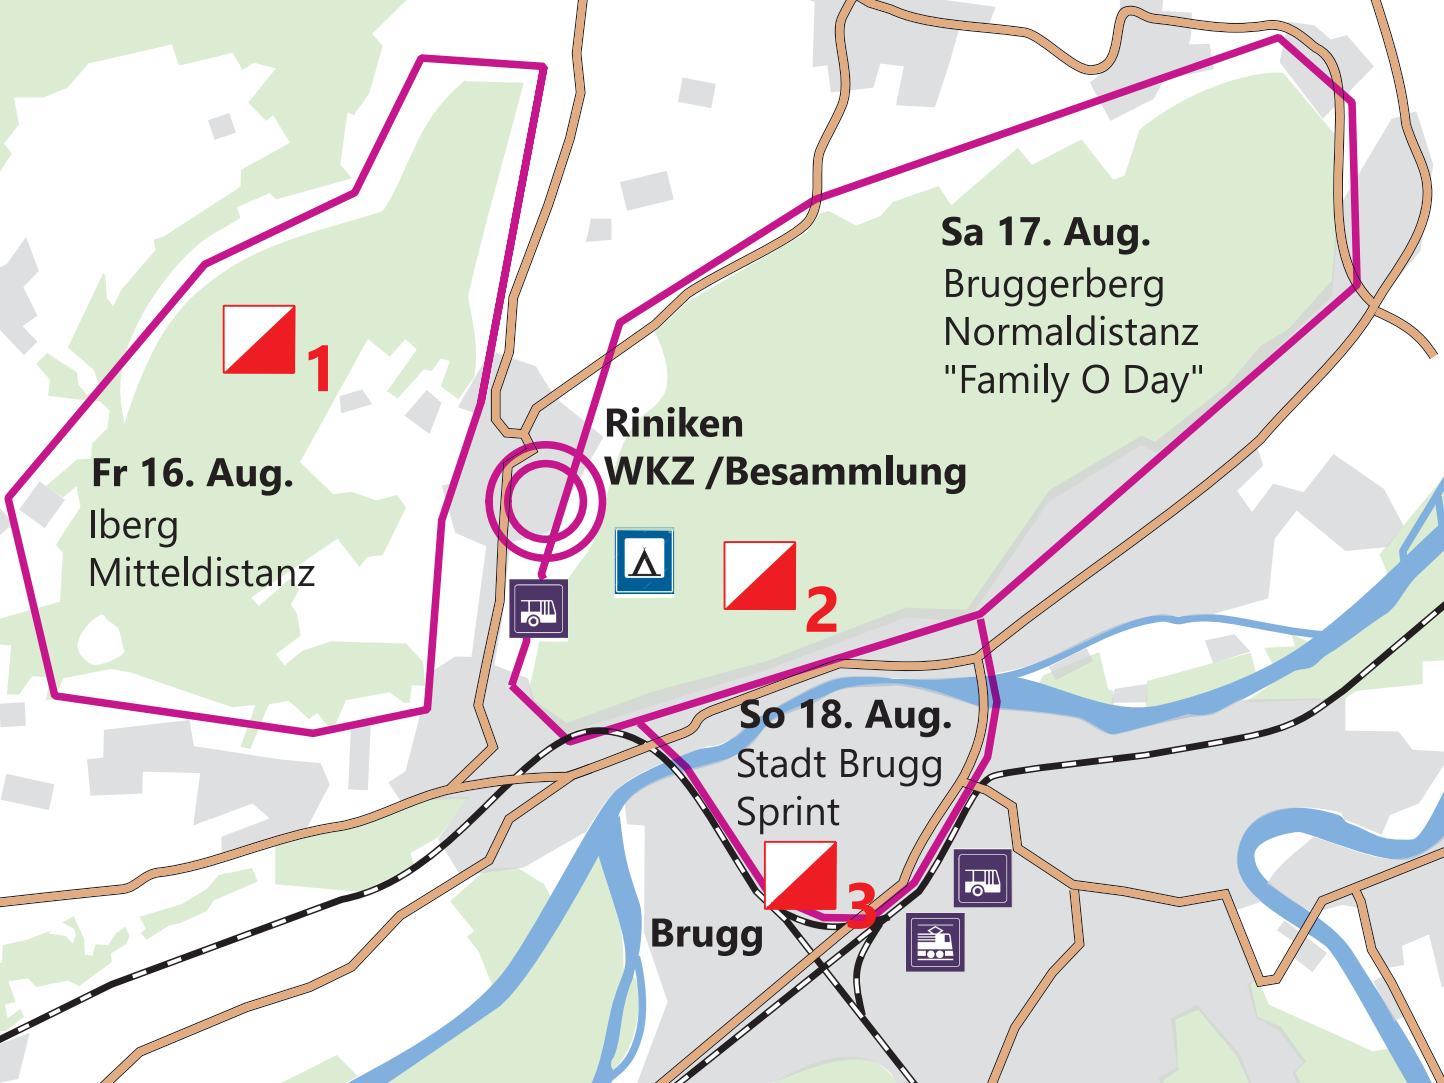 Sa 17. Aug.
Bruggerberg
Normaldistanz
"Family O Day"
1
Riniken
WKZ /Besammlung
Fr 16. Aug.
Iberg
Mitteldistanz
2
So 18. Aug.
Stadt Brugg
Sprint
3
Brugg